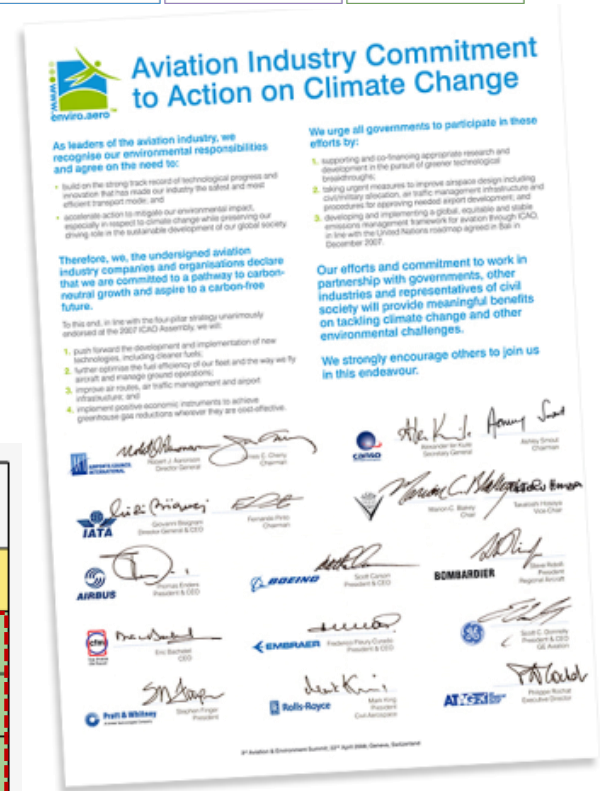 www.
enviro.aero
Aviation Industry Commitment
to Action on Climate Change
As leaders of the aviation industry, we
recognise our environmental responsibilities
and agree on the need to:
• build on the strong track record of technological progress and
innovation that has made our industry the safest and most
efficient transport mode; and
• accelerate action to mitigate our environmental impact,
especially in respect to climate change while preserving our
driving role in the sustainable development of our global society.
Therefore, we, the undersigned aviation
industry companies and organisations declare
that we are committed to a pathway to carbon-
neutral growth and aspire to a carbon-free
future.
To this end, in line with the four-pillar strategy unanimously
endorsed at the 2007 ICAO Assembly, we will:
1. push forward the development and implementation of new
technologies, including cleaner fuels;
2. further optimise the fuel efficiency of our fleet and the way we fly
aircraft and manage ground operations;
3. improve air routes, air traffic management and airport
infrastructure; and
4. implement positive economic instruments to achieve
greenhouse gas reductions wherever they are cost-effective.
We urge all governments to participate in these
efforts by:
1. supporting and co-financing appropriate research and
development in the pursuit of greener technological
breakthroughs;
2. taking urgent measures to improve airspace design including
civil/military allocation, air traffic management infrastructure and
procedures for approving needed airport development; and
3. developing and implementing a global, equitable and stable
emissions management framework for aviation through ICAO,
in line with the United Nations roadmap agreed in Bali in
December 2007.
Our efforts and commitment to work in
partnership with governments, other
industries and representatives of civil
society will provide meaningful benefits
on tackling climate change and other
environmental challenges.
We strongly encourage others to join us
in this endeavour.
AIRPORTS COUNCIL
INTERNATIONAL
Robert J. Aaronson
Director General
Chairman
canso
Alexander ter Kuile
Secretary General
Ashley Smout
Chairman
IATA
Giovanni Bisignani
Director General & CEO
Fernando Pinto
Chairman
Marion C. Blakey
Chair
Vice-Chair
AIRBUS
Thomas Enders
President & CEO
BOEING
Scott Carson
President & CEO
BOMBARDIER
President
Regional Aircraft
cfm
Eric Bachelet
CEO
EMBRAER
Frederico Fleury Curado
President & CEO
Scott C. Donnelly
President & CEO
GE Aviation
Pratt & Whitney
Stephen Finger
President
Rolls-Royce
Mark King
President
Civil Aerospace
ATAG
Philippe Rochat
Executive Director
3rd Aviation & Environment Summit, 22nd April 2008, Geneva, Switzerland